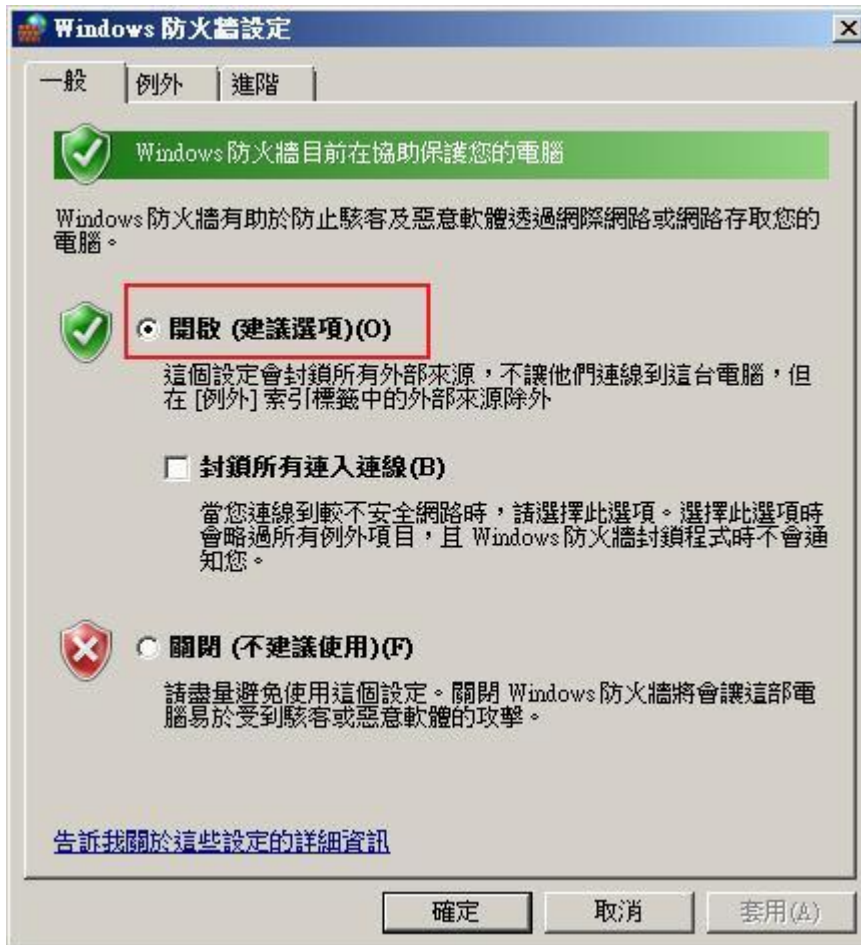 Windows 防火牆設定
一般 例外 進階
Windows 防火牆目前在協助保護您的電腦
Windows 防火牆有助於防止駭客及惡意軟體透過網際網路或網路存取您的
電腦。
開啟 (建議選項)(O)
這個設定會封鎖所有外部來源，不讓他們連線到這台電腦，但
在 [例外] 索引標籤中的外部來源除外
封鎖所有連入連線(B)
當您連線到較不安全網路時，請選擇此選項。選擇此選項時
會略過所有例外項目，且 Windows 防火牆封鎖程式時不會通
知您。
關閉 (不建議使用)(F)
請盡量避免使用這個設定。關閉 Windows 防火牆將會讓這部電
腦易於受到駭客或惡意軟體的攻擊。
告訴我關於這些設定的詳細資訊
確定 取消 套用(A)